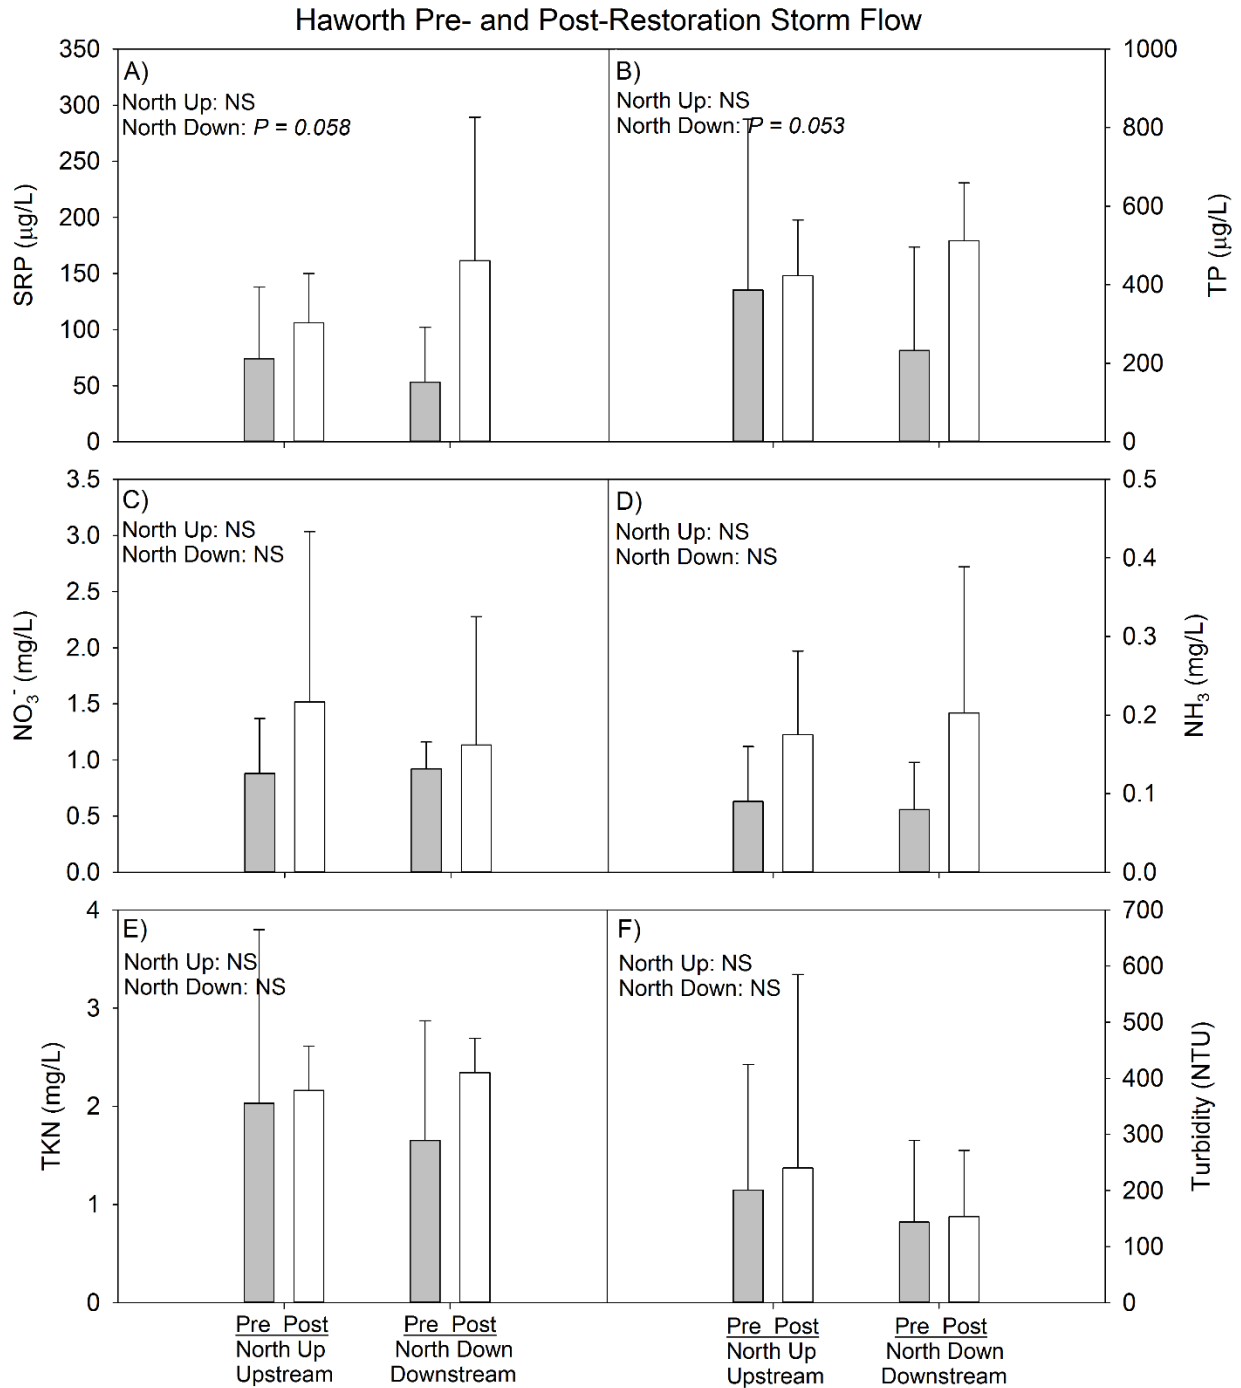 Haworth Pre- and Post-Restoration Storm Flow
A)
North Up: NS
North Down: P = 0.058
350
300
250
200
150
100
50
0
SRP (µg/L)
B)
North Up: NS
North Down: P = 0.053
1000
800
600
400
200
0
TP (µg/L)
C)
North Up: NS
North Down: NS
3.5
3.0
2.5
2.0
1.5
1.0
0.5
0.0
NO₃⁻ (mg/L)
D)
North Up: NS
North Down: NS
0.5
0.4
0.3
0.2
0.1
0.0
NH₃ (mg/L)
E)
North Up: NS
North Down: NS
4
3
2
1
0
TKN (mg/L)
F)
North Up: NS
North Down: NS
700
600
500
400
300
200
100
0
Turbidity (NTU)
Pre Post
North Up
Upstream
Pre Post
North Down
Downstream
Pre Post
North Up
Upstream
Pre Post
North Down
Downstream